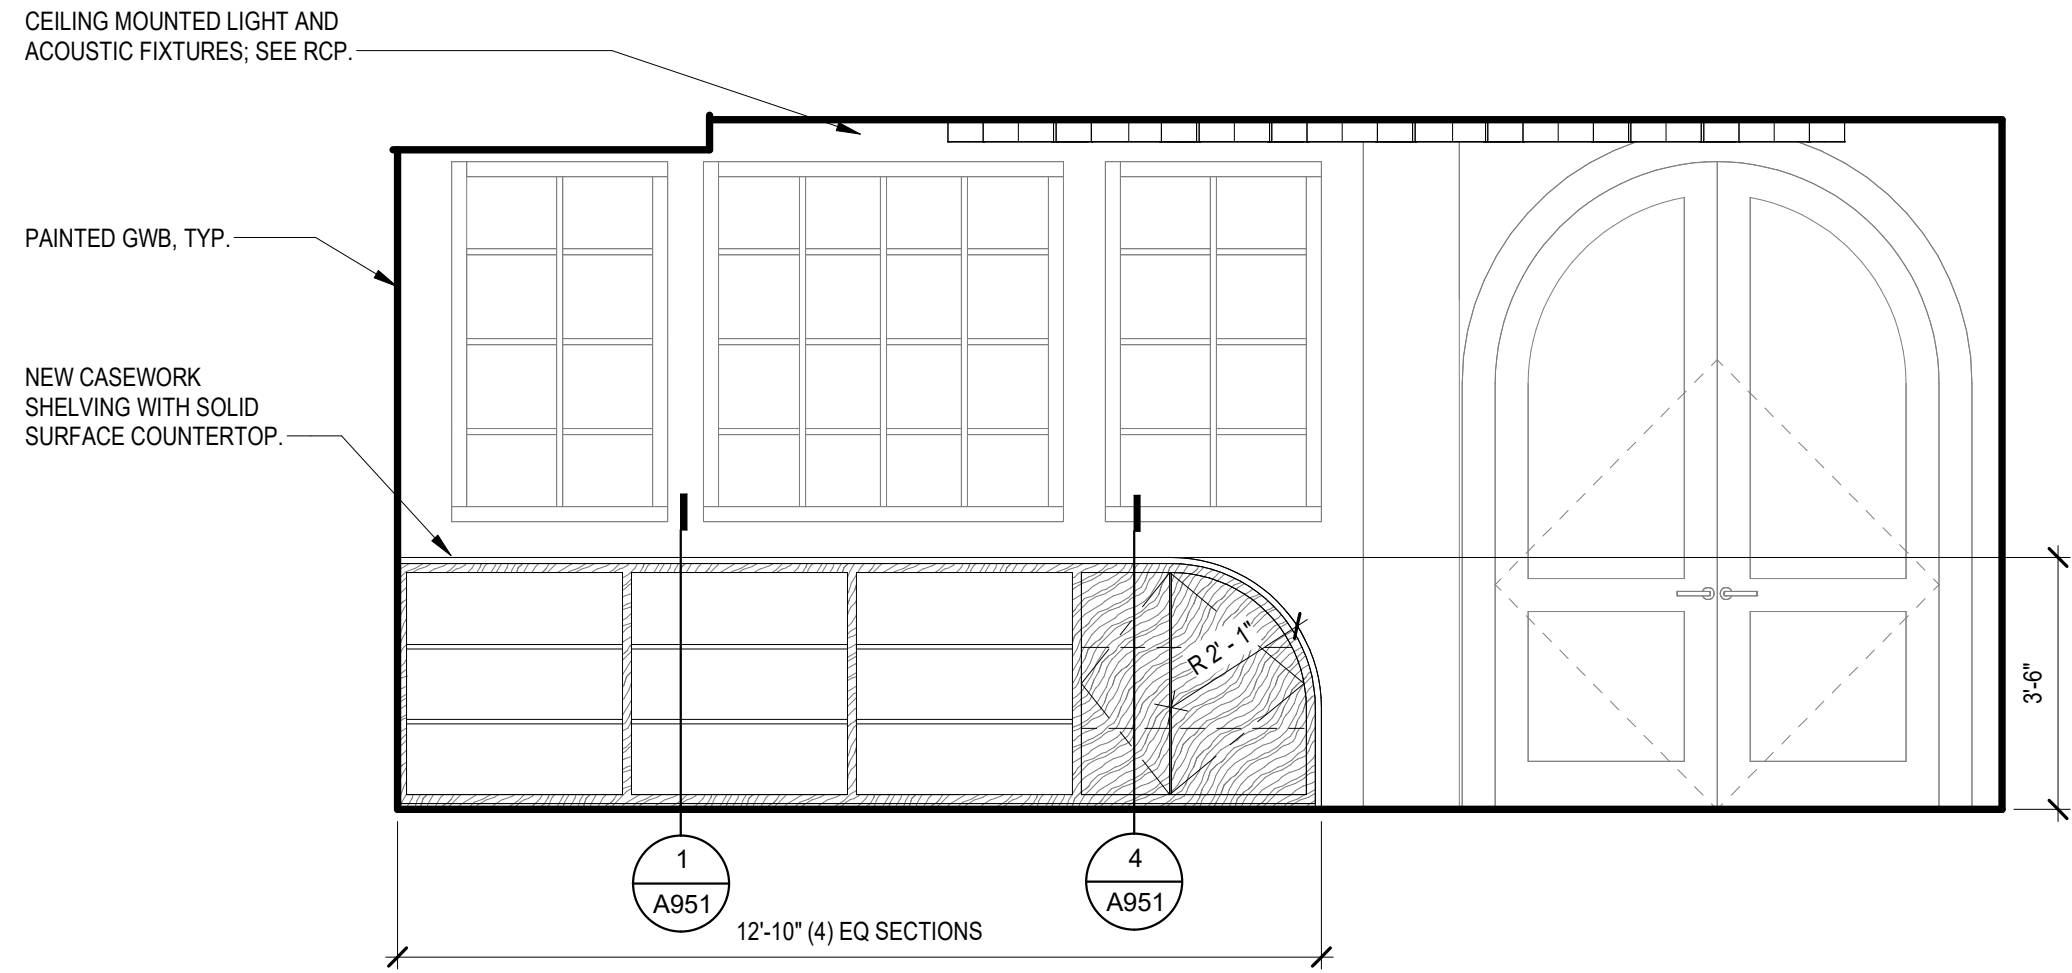 CEILING MOUNTED LIGHT AND
ACOUSTIC FIXTURES; SEE RCP.
PAINTED GWB, TYP.
NEW CASEWORK
SHELVING WITH SOLID
SURFACE COUNTERTOP.
R 2' - 1"
3'-6"
1
A951
4
A951
12'-10" (4) EQ SECTIONS